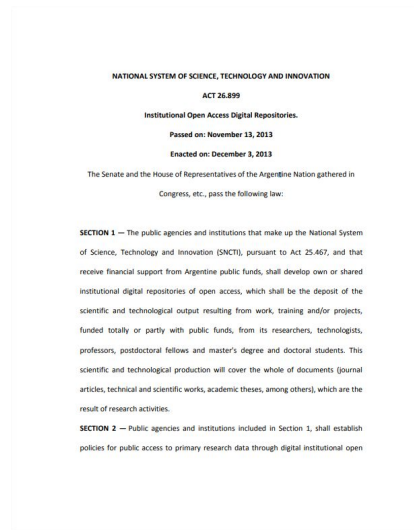 NATIONAL SYSTEM OF SCIENCE, TECHNOLOGY AND INNOVATION
ACT 26.899
Institutional Open Access Digital Repositories.
Passed on: November 13, 2013
Enacted on: December 3, 2013
The Senate and the House of Representatives of the Argentine Nation gathered in
Congress, etc., pass the following law:
SECTION 1 — The public agencies and institutions that make up the National System
of Science, Technology and Innovation (SNCTI), pursuant to Act 25.467, and that
receive financial support from Argentine public funds, shall develop own or shared
institutional digital repositories of open access, which shall be the deposit of the
scientific and technological output resulting from work, training and/or projects,
funded totally or partly with public funds, from its researchers, technologists,
professors, postdoctoral fellows and master's degree and doctoral students. This
scientific and technological production will cover the whole of documents (journal
articles, technical and scientific works, academic theses, among others), which are the
result of research activities.
SECTION 2 — Public agencies and institutions included in Section 1, shall establish
policies for public access to primary research data through digital institutional open